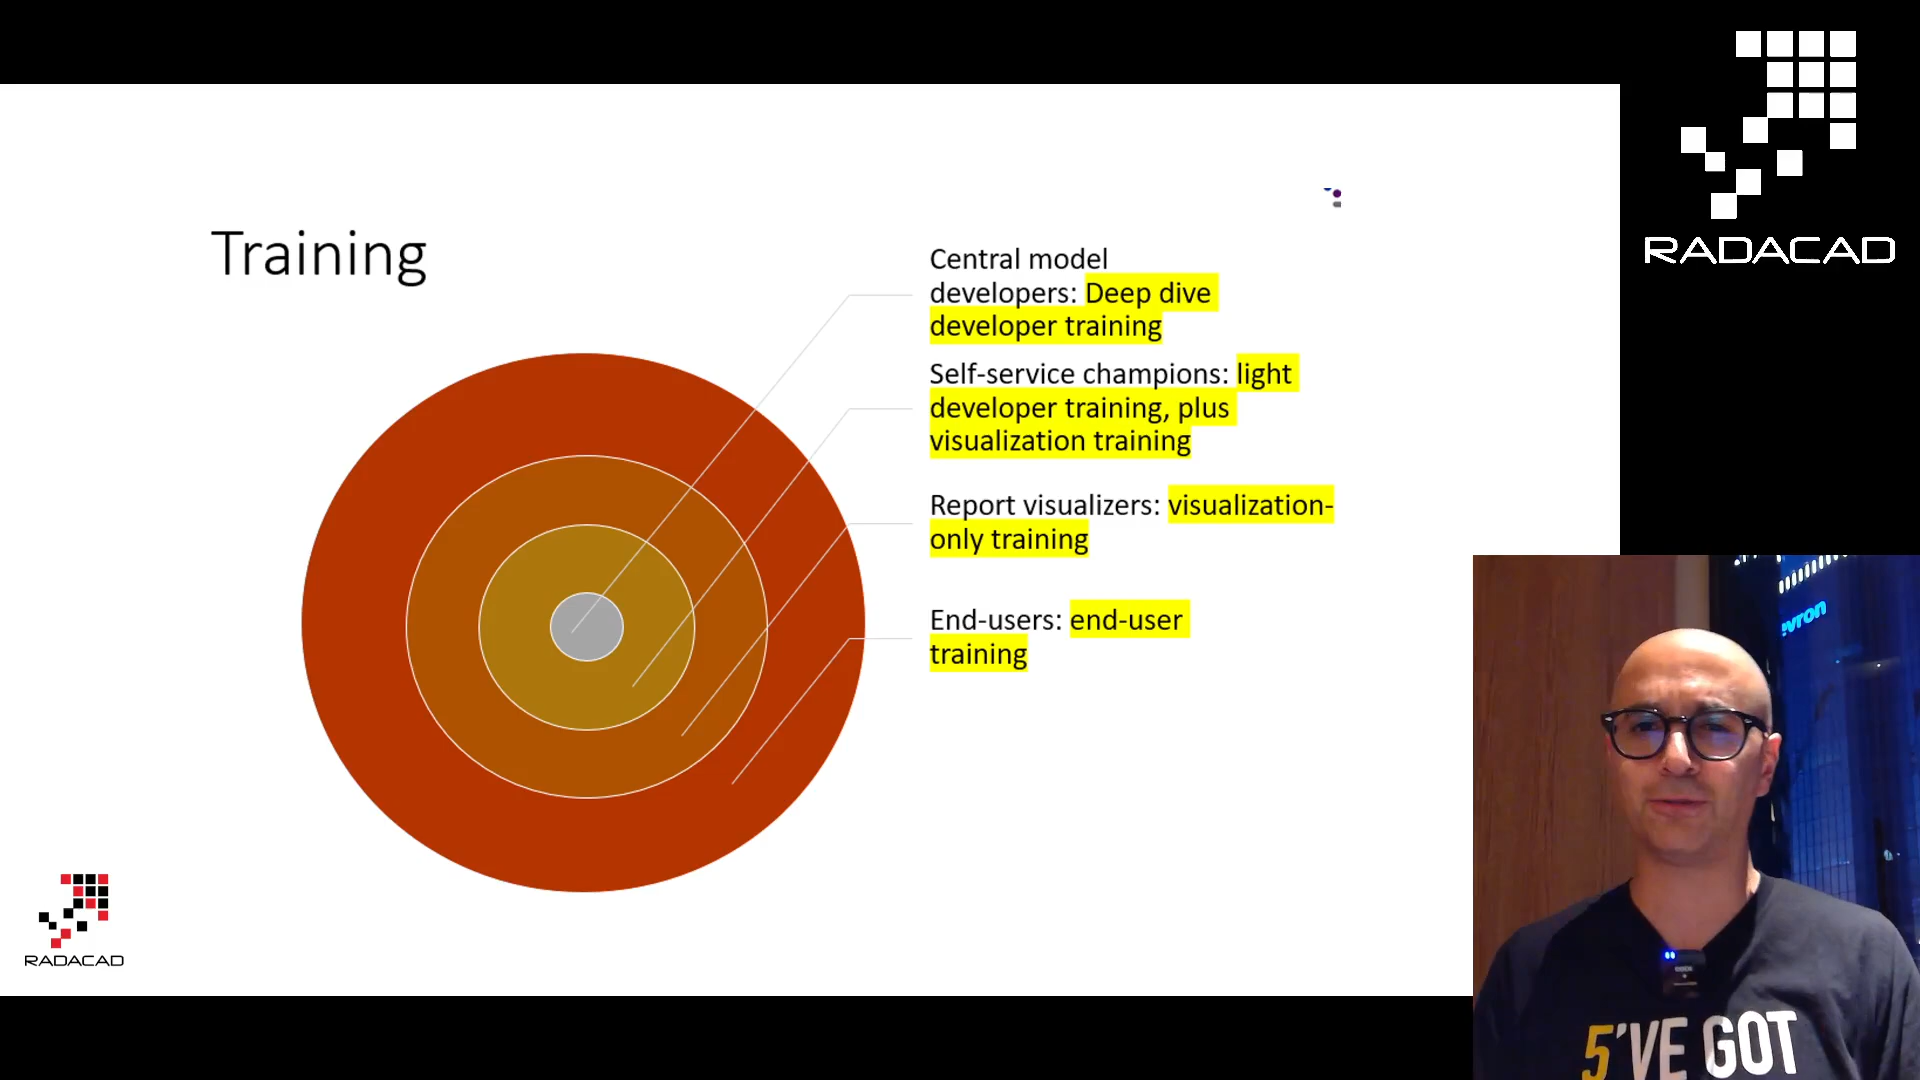 RADACAD
Training
Central model
developers: Deep dive
developer training
Self-service champions: light
developer training, plus
visualization training
Report visualizers: visualization-
only training
End-users: end-user
training
RADACAD
evron
5'VE GOT